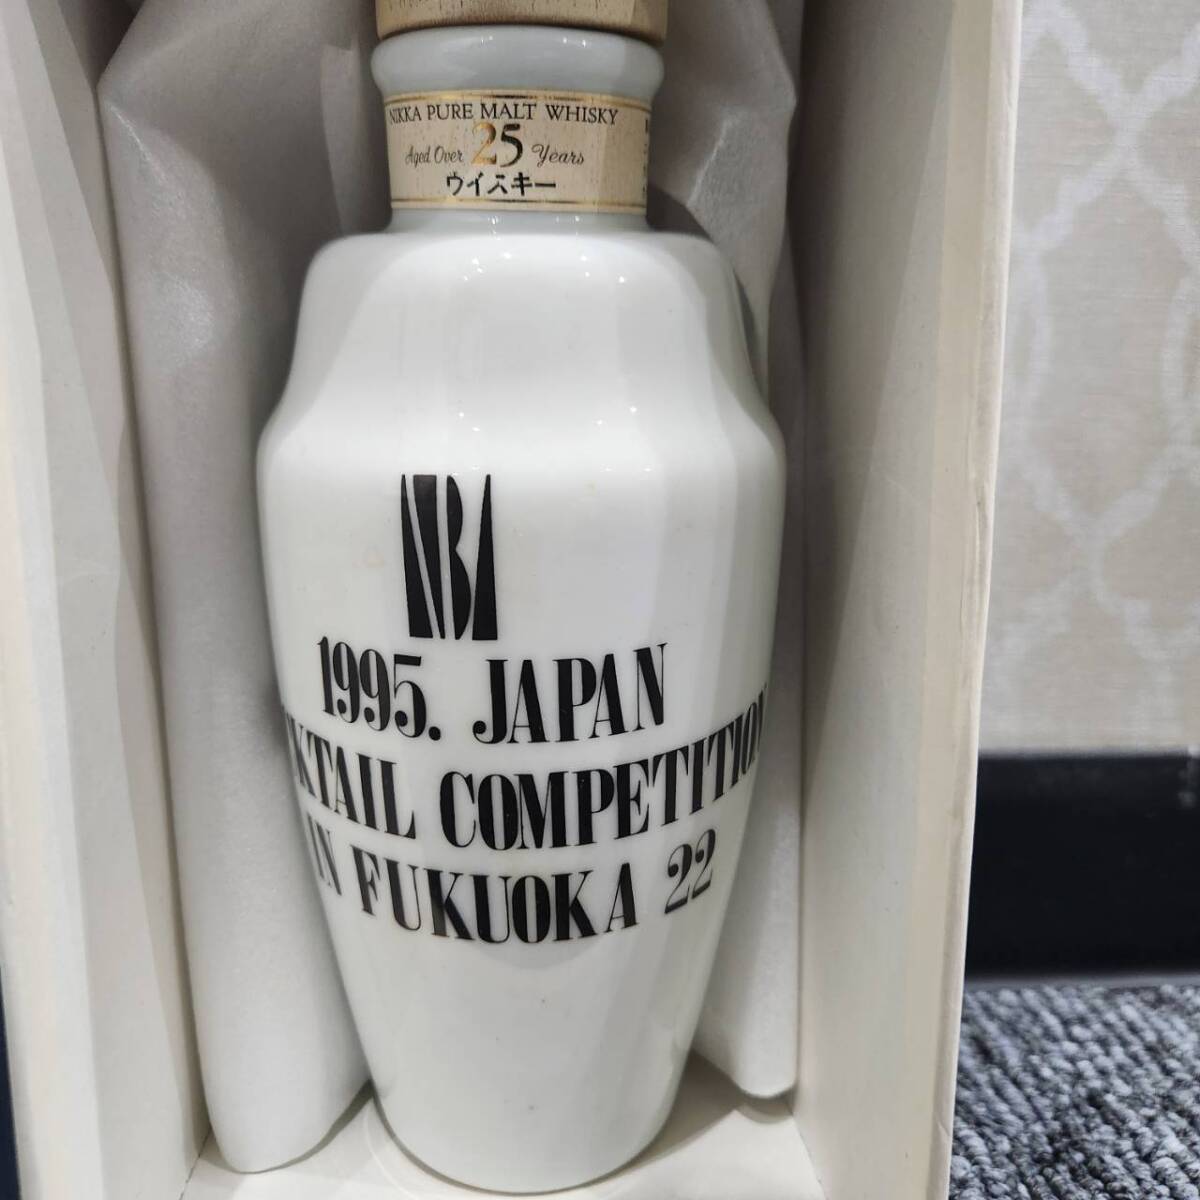 NIKKA PURE MALT WHISKY
Aged Over 25 Years
ウイスキー
NBA
1995. JAPAN
CKTAIL COMPETITION
IN FUKUOKA 22